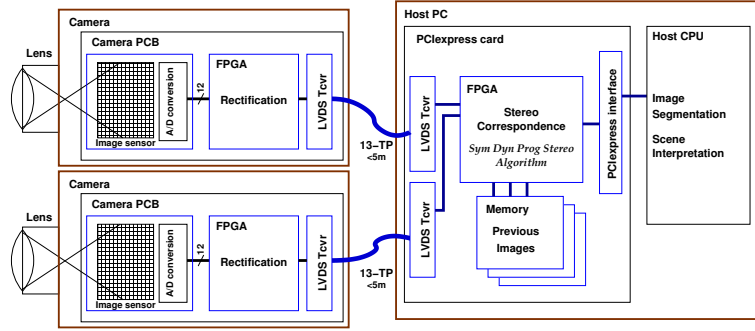 Camera
Lens
Camera PCB
A/D conversion
Image sensor
12
FPGA
Rectification
LVDS Tcvr
13-TP
<5m
Camera
Lens
Camera PCB
A/D conversion
Image sensor
12
FPGA
Rectification
LVDS Tcvr
13-TP
<5m
Host PC
PCIexpress card
LVDS Tcvr
LVDS Tcvr
FPGA
Stereo
Correspondence
Sym Dyn Prog Stereo
Algorithm
Memory
Previous
Images
PCIexpress interface
Host CPU
Image
Segmentation
Scene
Interpretation